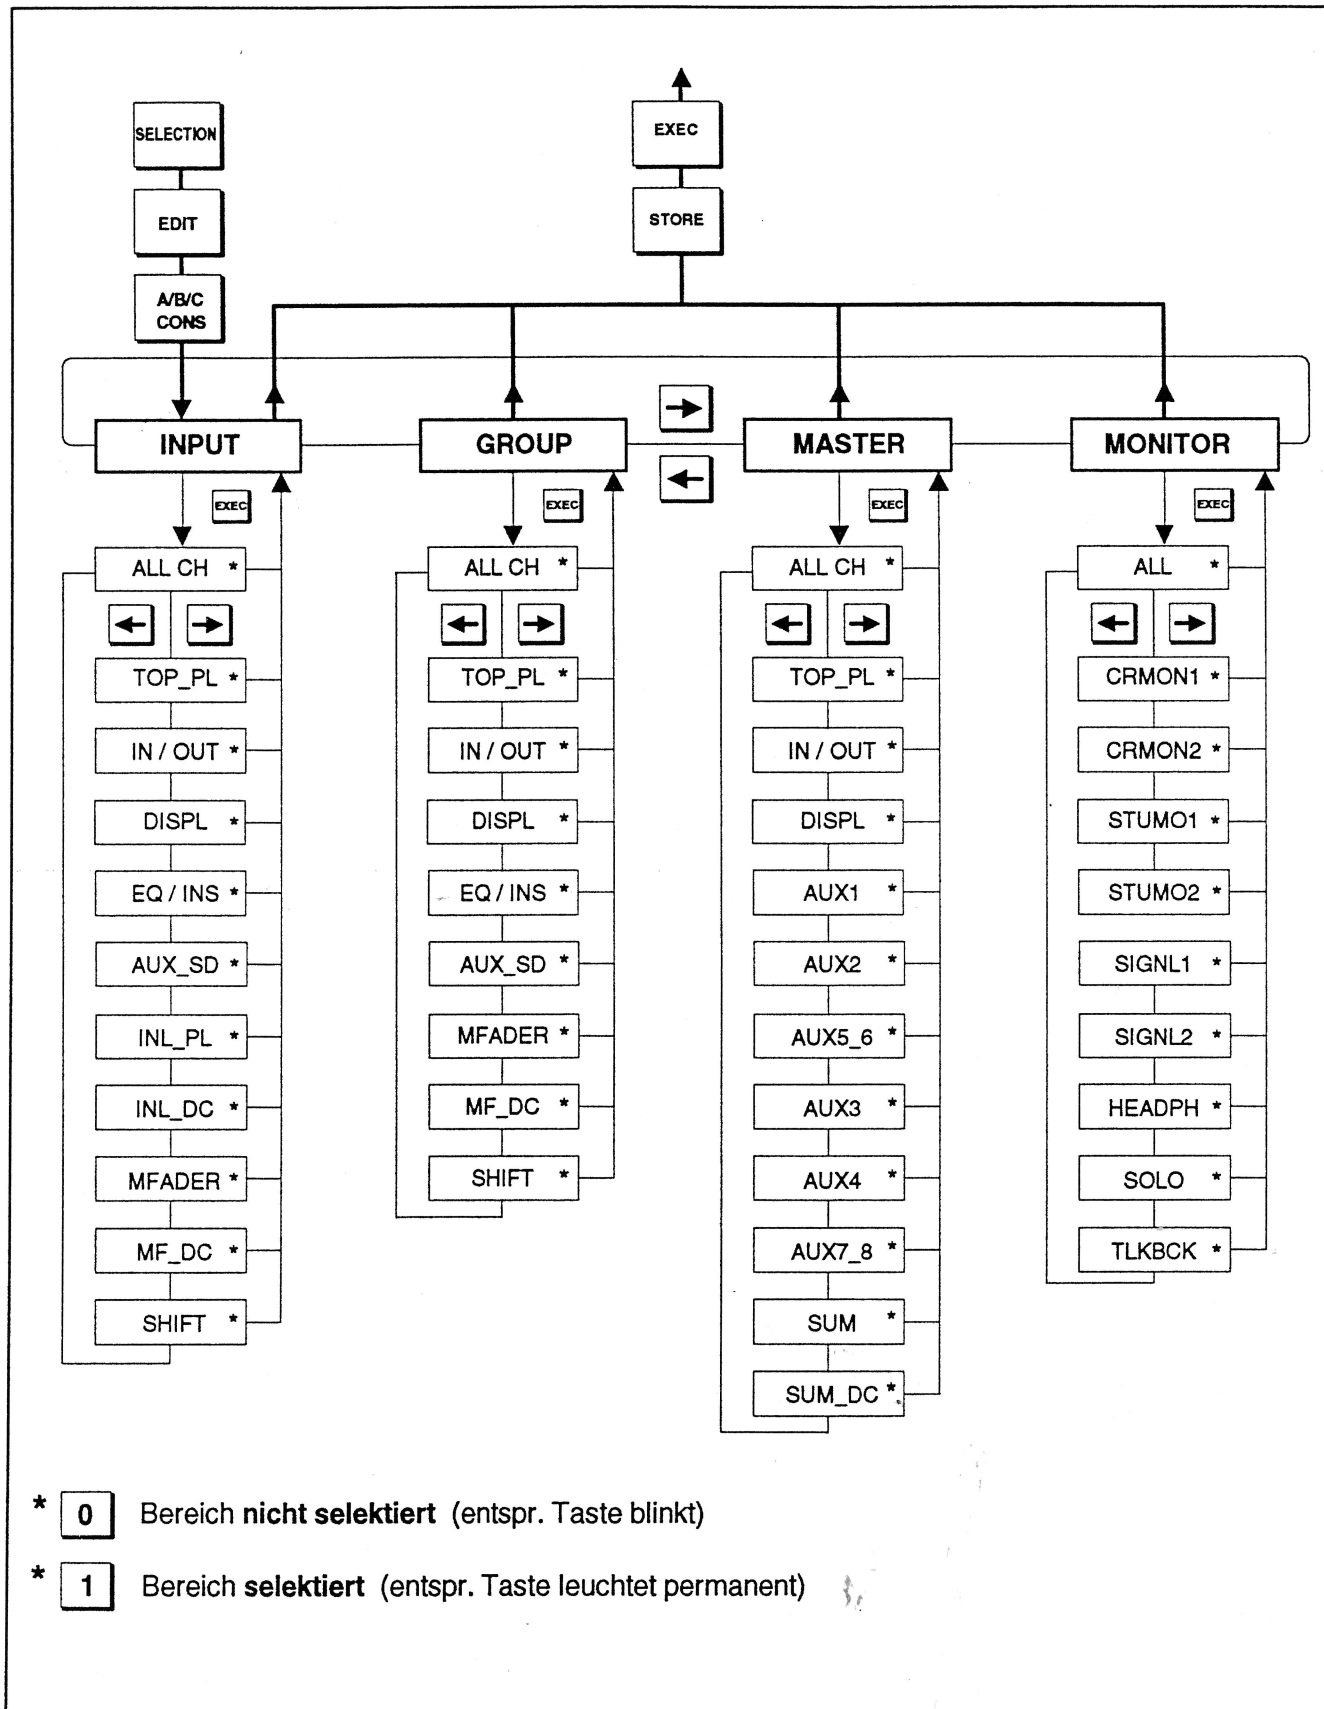 SELECTION
EDIT
A/B/C
CONS
EXEC
STORE
INPUT
GROUP
MASTER
MONITOR
EXEC
EXEC
EXEC
EXEC
ALL CH *
TOP_PL *
IN / OUT *
DISPL *
EQ / INS *
AUX_SD *
INL_PL *
INL_DC *
MFADER *
MF_DC *
SHIFT *
ALL CH *
TOP_PL *
IN / OUT *
DISPL *
EQ / INS *
AUX_SD *
MFADER *
MF_DC *
SHIFT *
ALL CH *
TOP_PL *
IN / OUT *
DISPL *
AUX1 *
AUX2 *
AUX5_6 *
AUX3 *
AUX4 *
AUX7_8 *
SUM *
SUM_DC *
ALL *
CRMON1 *
CRMON2 *
STUMO1 *
STUMO2 *
SIGNL1 *
SIGNL2 *
HEADPH *
SOLO *
TLKBCK *
* 0 Bereich nicht selektiert (entspr. Taste blinkt)
* 1 Bereich selektiert (entspr. Taste leuchtet permanent)